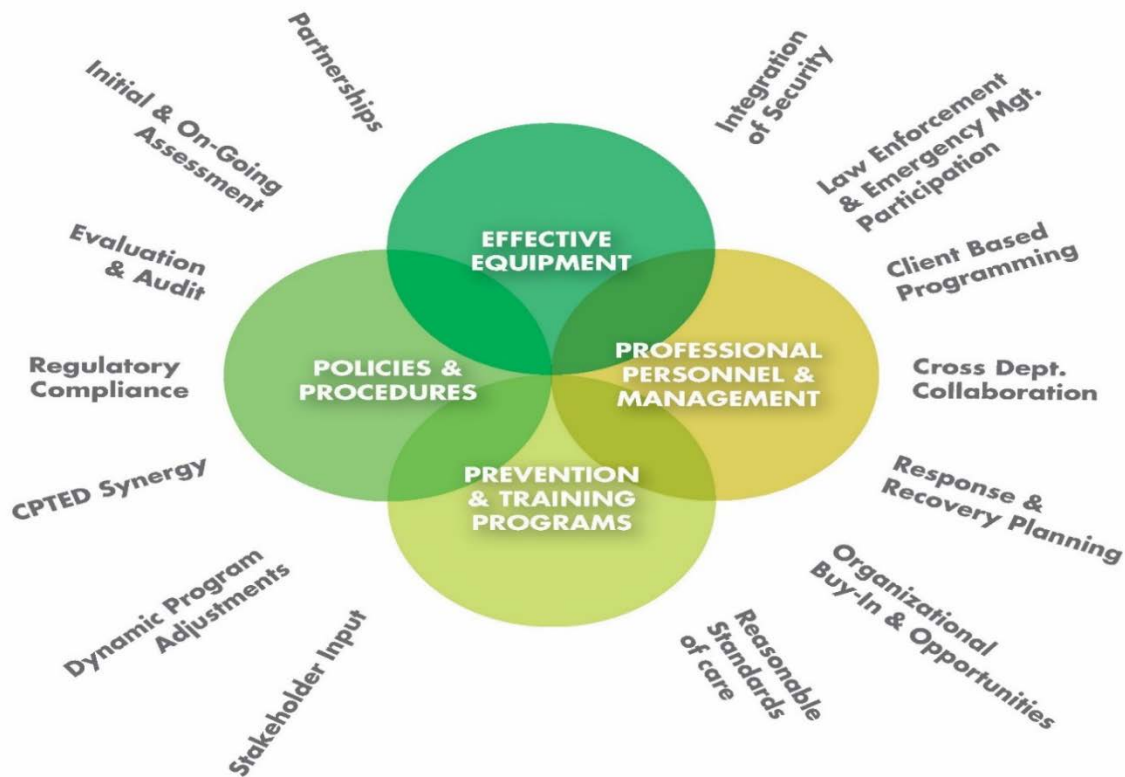 Partnerships
Initial & On-Going
Assessment
Evaluation
& Audit
Regulatory
Compliance
CPTED Synergy
Dynamic Program
Adjustments
Stakeholder Input
EFFECTIVE
EQUIPMENT
POLICIES &
PROCEDURES
PROFESSIONAL
PERSONNEL &
MANAGEMENT
PREVENTION
& TRAINING
PROGRAMS
Integration
of Security
Law Enforcement
& Emergency Mgt.
Participation
Client Based
Programming
Cross Dept.
Collaboration
Response &
Recovery Planning
Organizational
Buy-In & Opportunities
Reasonable
Standards
of care